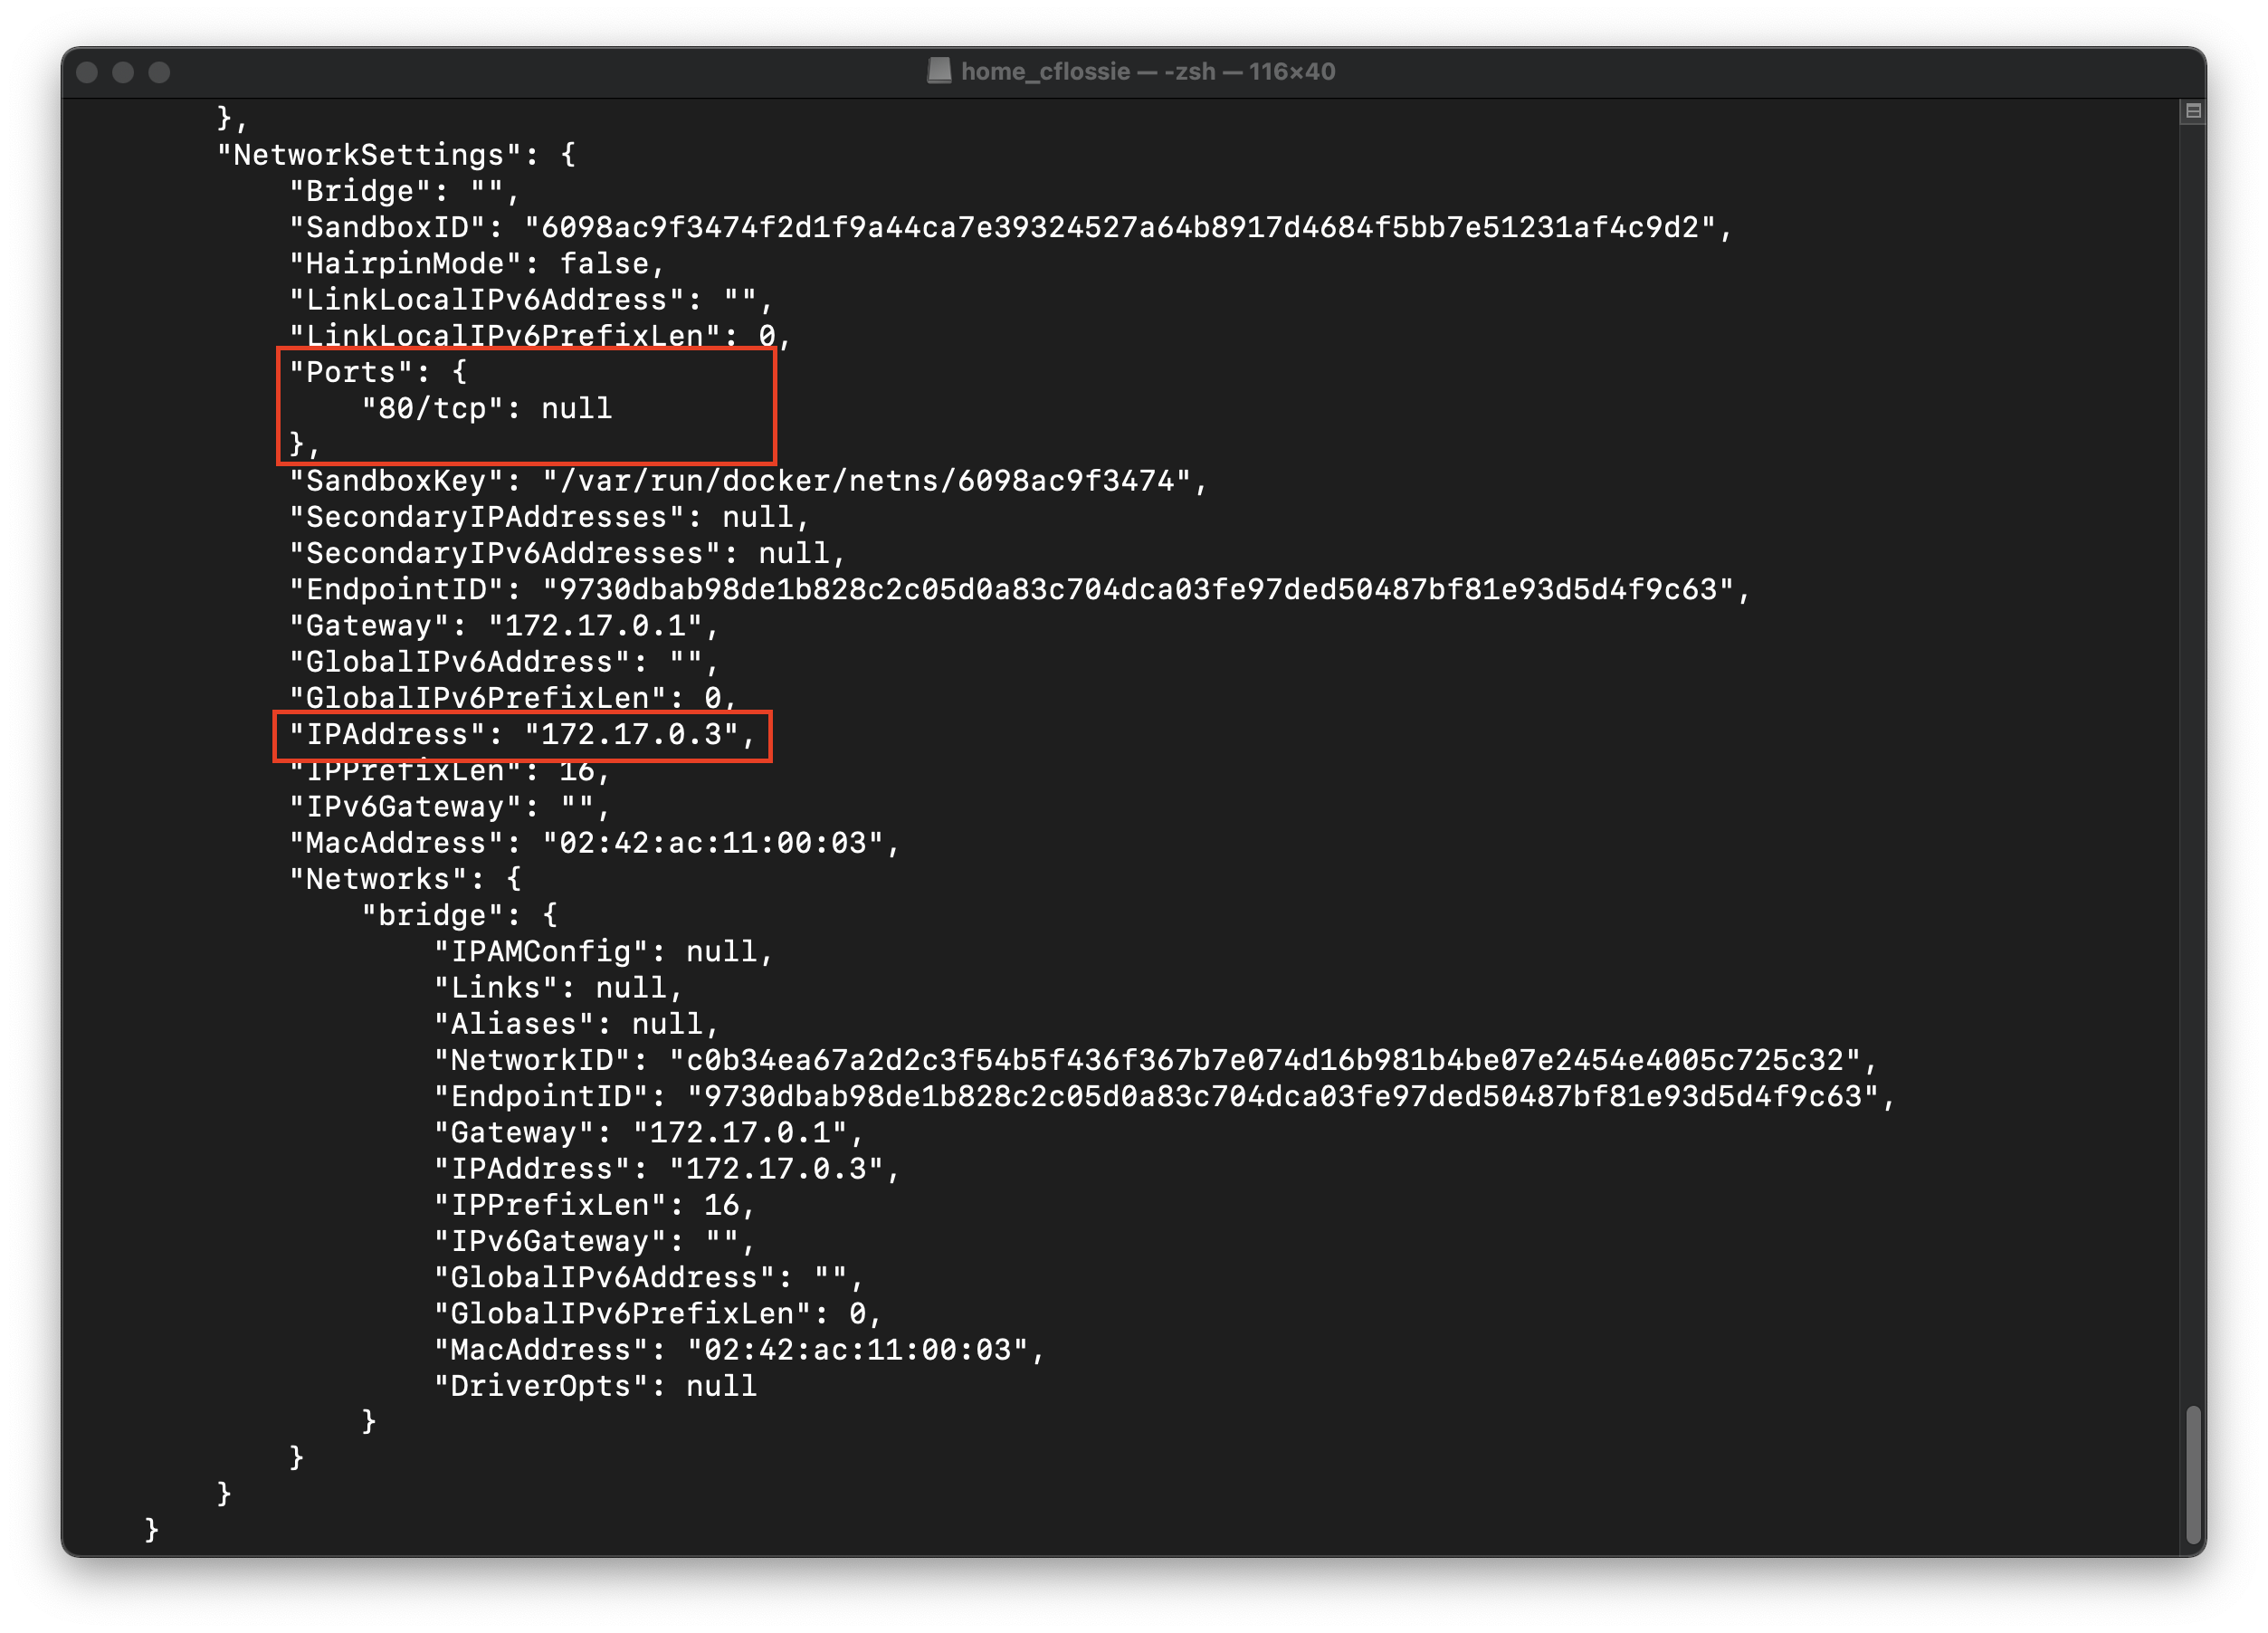 home_cflossie — -zsh — 116×40
},
"NetworkSettings": {
"Bridge": "",
"SandboxID": "6098ac9f3474f2d1f9a44ca7e39324527a64b8917d4684f5bb7e51231af4c9d2",
"HairpinMode": false,
"LinkLocalIPv6Address": "",
"LinkLocalIPv6PrefixLen": 0,
"Ports": {
"80/tcp": null
},
"SandboxKey": "/var/run/docker/netns/6098ac9f3474",
"SecondaryIPAddresses": null,
"SecondaryIPv6Addresses": null,
"EndpointID": "9730dbab98de1b828c2c05d0a83c704dca03fe97ded50487bf81e93d5d4f9c63",
"Gateway": "172.17.0.1",
"GlobalIPv6Address": "",
"GlobalIPv6PrefixLen": 0,
"IPAddress": "172.17.0.3",
"IPPrefixLen": 16,
"IPv6Gateway": "",
"MacAddress": "02:42:ac:11:00:03",
"Networks": {
"bridge": {
"IPAMConfig": null,
"Links": null,
"Aliases": null,
"NetworkID": "c0b34ea67a2d2c3f54b5f436f367b7e074d16b981b4be07e2454e4005c725c32",
"EndpointID": "9730dbab98de1b828c2c05d0a83c704dca03fe97ded50487bf81e93d5d4f9c63",
"Gateway": "172.17.0.1",
"IPAddress": "172.17.0.3",
"IPPrefixLen": 16,
"IPv6Gateway": "",
"GlobalIPv6Address": "",
"GlobalIPv6PrefixLen": 0,
"MacAddress": "02:42:ac:11:00:03",
"DriverOpts": null
}
}
}
}